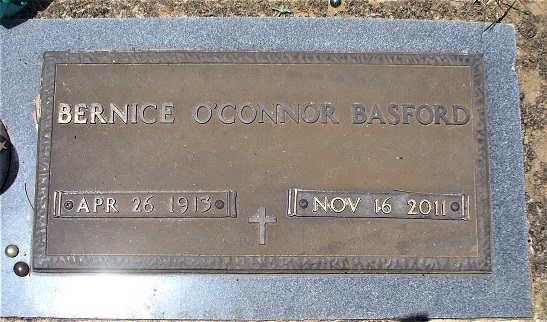 BERNICE O'CONNOR BASFORD
APR 26 1913 NOV 16 2011